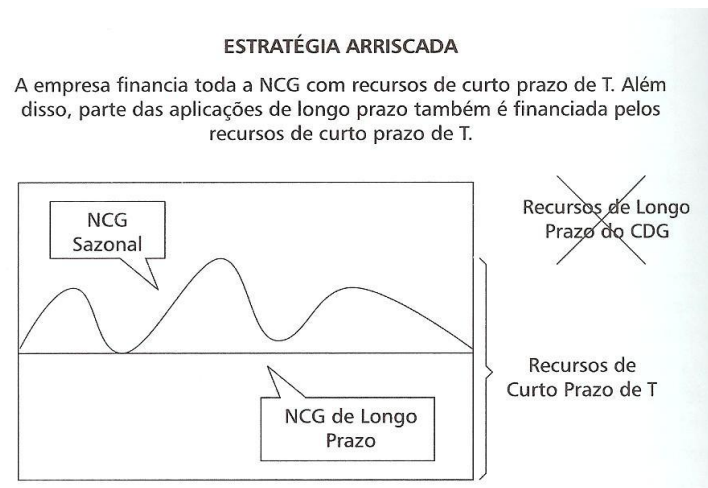 ESTRATÉGIA ARRISCADA
A empresa financia toda a NCG com recursos de curto prazo de T. Além
disso, parte das aplicações de longo prazo também é financiada pelos
recursos de curto prazo de T.
NCG
Sazonal
Recursos de Longo
Prazo do CDG
Recursos de
Curto Prazo de T
NCG de Longo
Prazo